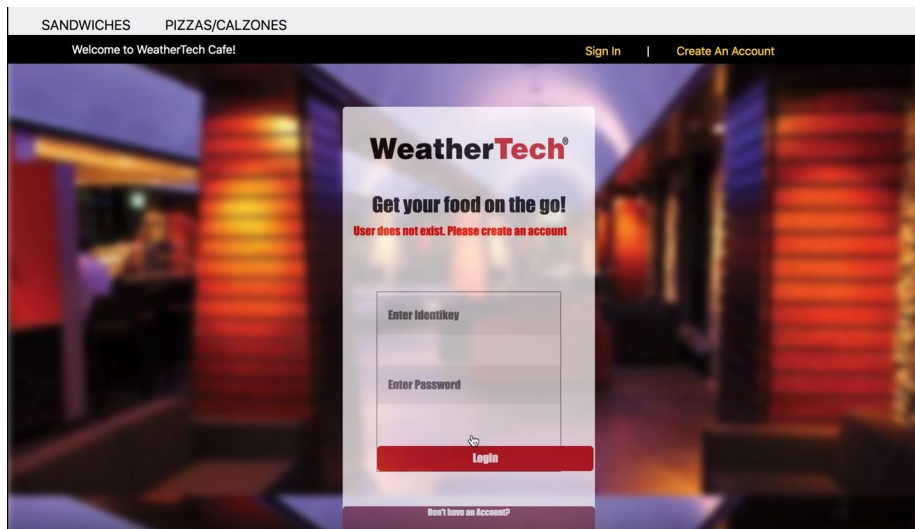 SANDWICHES PIZZAS/CALZONES
Welcome to WeatherTech Cafe! Sign In | Create An Account
WeatherTech®
Get your food on the go!
User does not exist. Please create an account
Enter Identikey
Enter Password
Login
Don't have an Account?